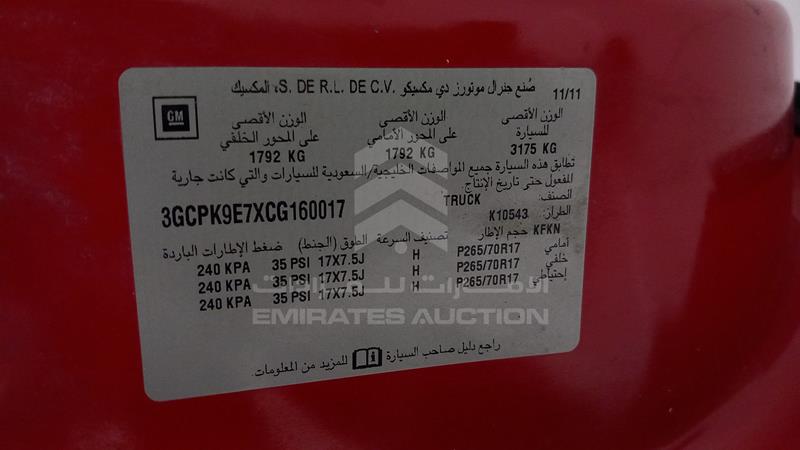 صُنع جنرال موتورز دي مكسيكو S. DE R.L. DE C.V.، المكسيك 11/11
GM
الوزن الأقصى الوزن الأقصى الوزن الأقصى
للسيارة على المحور الأمامي على المحور الخلفي
3175 KG 1792 KG 1792 KG
تطابق هذه السيارة جميع المواصفات الخليجية/السعودية للسيارات والتي كانت جارية
المفعول حتى تاريخ الإنتاج.
الصنف: TRUCK 3GCPK9E7XCG160017
الطراز: K10543
KFKN حجم الإطار تصنيف السرعة الطوق (الجنط) ضغط الإطارات الباردة
أمامي P265/70R17 H 17X7.5J 35 PSI 240 KPA
خلفي P265/70R17 H 17X7.5J 35 PSI 240 KPA
إحتياطي P265/70R17 H 17X7.5J 35 PSI 240 KPA
الإمارات للمزادات
EMIRATES AUCTION
راجع دليل صاحب السيارة
للمزيد من المعلومات.